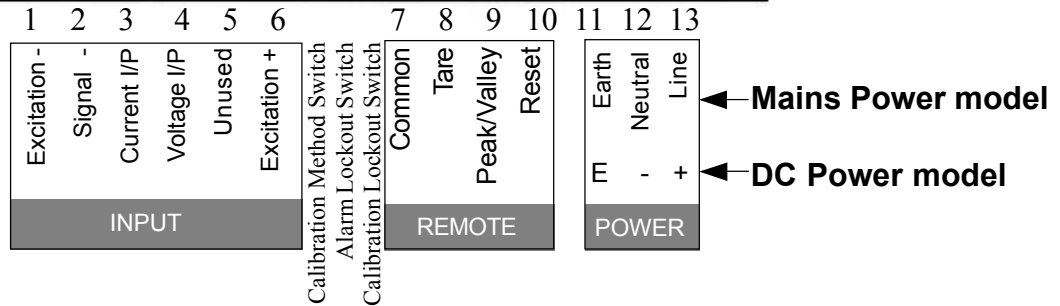 1 2 3 4 5 6 7 8 9 10 11 12 13
Excitation -
Signal -
Current I/P
Voltage I/P
Unused
Excitation +
INPUT
Calibration Method Switch
Alarm Lockout Switch
Calibration Lockout Switch
Common
Tare
Peak/Valley
Reset
REMOTE
Earth
Neutral
Line
Mains Power model
E - +
DC Power model
POWER